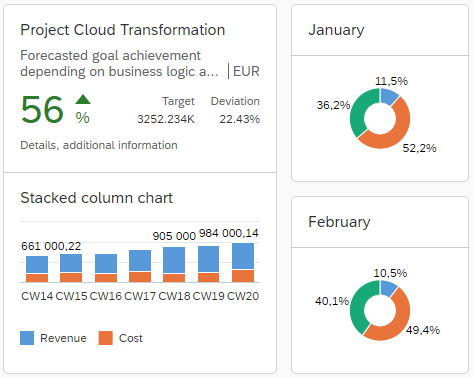 Project Cloud Transformation
Forecasted goal achievement
depending on business logic a... | EUR
56 %
Target Deviation
3252.234K 22.43%
Details, additional information
Stacked column chart
661 000,22 905 000 984 000,14
CW14 CW15 CW16 CW17 CW18 CW19 CW20
Revenue Cost
January
11,5%
36,2%
52,2%
February
10,5%
40,1%
49,4%